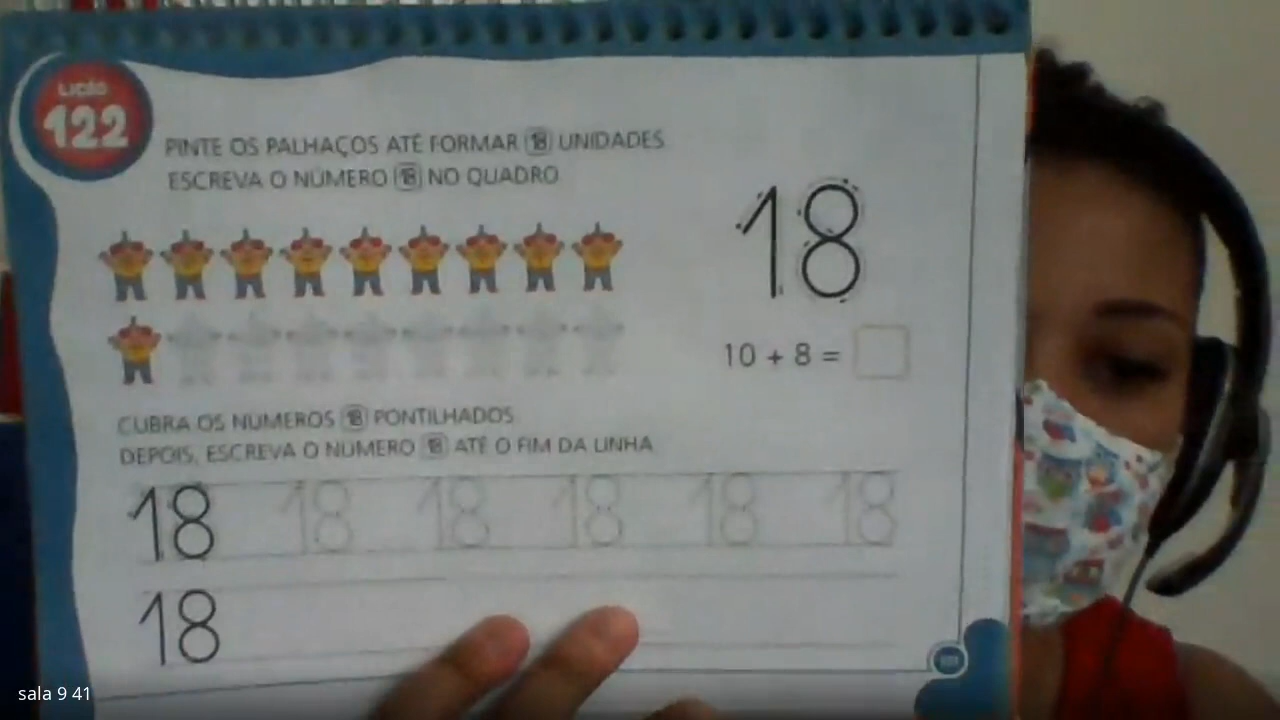 LIÇÃO
122
PINTE OS PALHAÇOS ATÉ FORMAR 18 UNIDADES.
ESCREVA O NÚMERO 18 NO QUADRO.
18
10 + 8 =
CUBRA OS NÚMEROS 18 PONTILHADOS.
DEPOIS, ESCREVA O NÚMERO 18 ATÉ O FIM DA LINHA.
18 18 18 18 18 18
18
sala 9 41